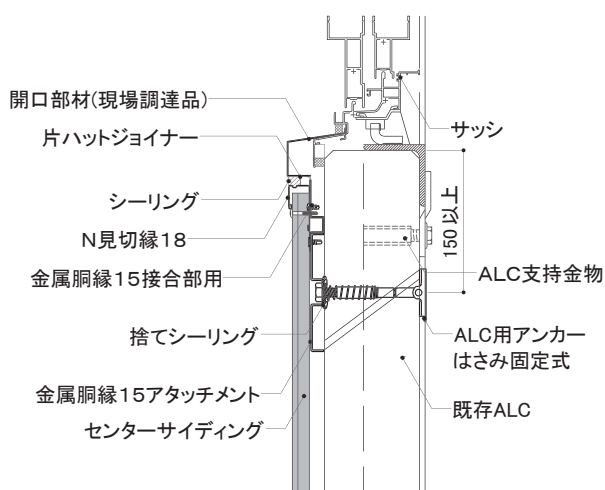 開口部材(現場調達品)
片ハットジョイナー
シーリング
N見切縁18
金属胴縁15接合部用
捨てシーリング
金属胴縁15アタッチメント
センターサイディング
サッシ
150以上
ALC支持金物
ALC用アンカー
はさみ固定式
既存ALC